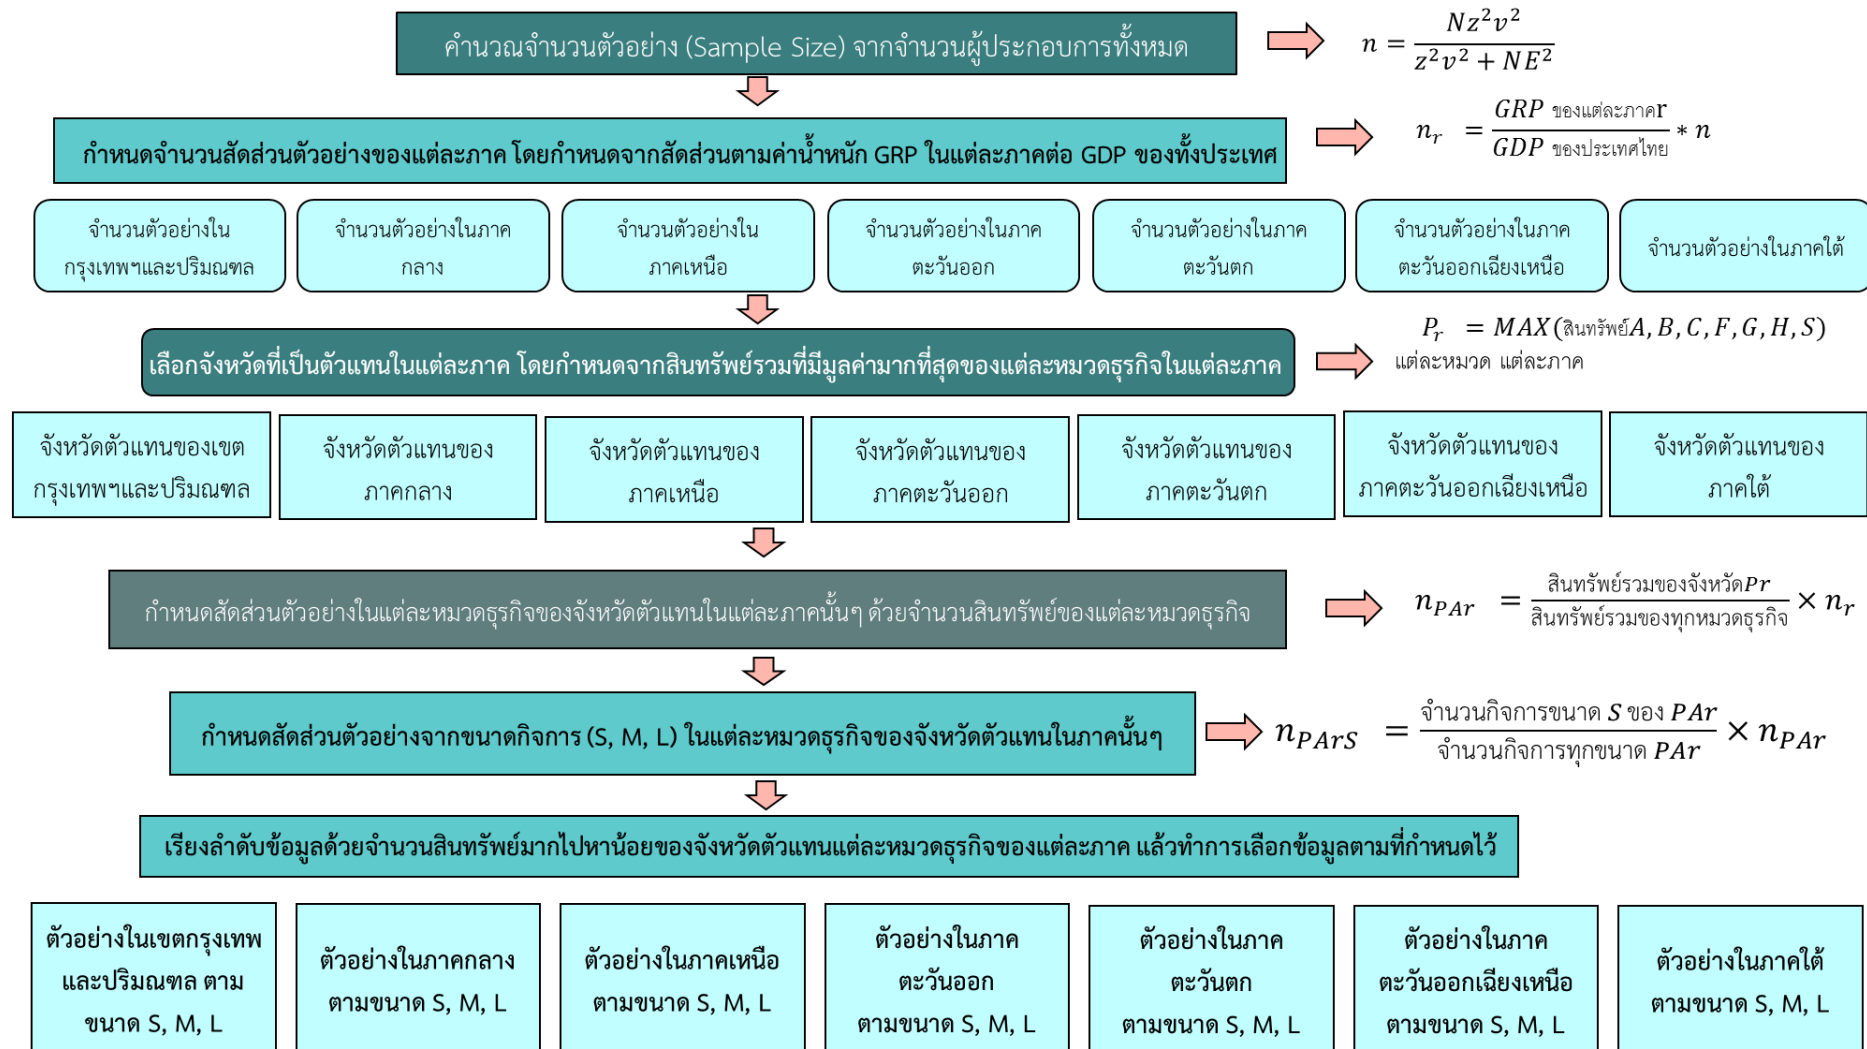 คำนวณจำนวนตัวอย่าง (Sample Size) จากจำนวนผู้ประกอบการทั้งหมด
n = Nz²v² / z²v² + NE²
กำหนดจำนวนสัดส่วนตัวอย่างของแต่ละภาค โดยกำหนดจากสัดส่วนตามค่าน้ำหนัก GRP ในแต่ละภาคต่อ GDP ของทั้งประเทศ
n_r = GRP ของแต่ละภาคr / GDP ของประเทศไทย * n
จำนวนตัวอย่างใน
กรุงเทพฯและปริมณฑล
จำนวนตัวอย่างในภาค
กลาง
จำนวนตัวอย่างใน
ภาคเหนือ
จำนวนตัวอย่างในภาค
ตะวันออก
จำนวนตัวอย่างในภาค
ตะวันตก
จำนวนตัวอย่างในภาค
ตะวันออกเฉียงเหนือ
จำนวนตัวอย่างในภาคใต้
เลือกจังหวัดที่เป็นตัวแทนในแต่ละภาค โดยกำหนดจากสินทรัพย์รวมที่มีมูลค่ามากที่สุดของแต่ละหมวดธุรกิจในแต่ละภาค
P_r = MAX(สินทรัพย์A, B, C, F, G, H, S)
แต่ละหมวด แต่ละภาค
จังหวัดตัวแทนของเขต
กรุงเทพฯและปริมณฑล
จังหวัดตัวแทนของ
ภาคกลาง
จังหวัดตัวแทนของ
ภาคเหนือ
จังหวัดตัวแทนของ
ภาคตะวันออก
จังหวัดตัวแทนของ
ภาคตะวันตก
จังหวัดตัวแทนของ
ภาคตะวันออกเฉียงเหนือ
จังหวัดตัวแทนของ
ภาคใต้
กำหนดสัดส่วนตัวอย่างในแต่ละหมวดธุรกิจของจังหวัดตัวแทนในแต่ละภาคนั้นๆ ด้วยจำนวนสินทรัพย์ของแต่ละหมวดธุรกิจ
n_PAr = สินทรัพย์รวมของจังหวัดPr / สินทรัพย์รวมของทุกหมวดธุรกิจ × n_r
กำหนดสัดส่วนตัวอย่างจากขนาดกิจการ (S, M, L) ในแต่ละหมวดธุรกิจของจังหวัดตัวแทนในภาคนั้นๆ
n_PArS = จำนวนกิจการขนาด S ของ PAr / จำนวนกิจการทุกขนาด PAr × n_PAr
เรียงลำดับข้อมูลด้วยจำนวนสินทรัพย์มากไปหาน้อยของจังหวัดตัวแทนแต่ละหมวดธุรกิจของแต่ละภาค แล้วทำการเลือกข้อมูลตามที่กำหนดไว้
ตัวอย่างในเขตกรุงเทพ
และปริมณฑล ตาม
ขนาด S, M, L
ตัวอย่างในภาคกลาง
ตามขนาด S, M, L
ตัวอย่างในภาคเหนือ
ตามขนาด S, M, L
ตัวอย่างในภาค
ตะวันออก
ตามขนาด S, M, L
ตัวอย่างในภาค
ตะวันตก
ตามขนาด S, M, L
ตัวอย่างในภาค
ตะวันออกเฉียงเหนือ
ตามขนาด S, M, L
ตัวอย่างในภาคใต้
ตามขนาด S, M, L